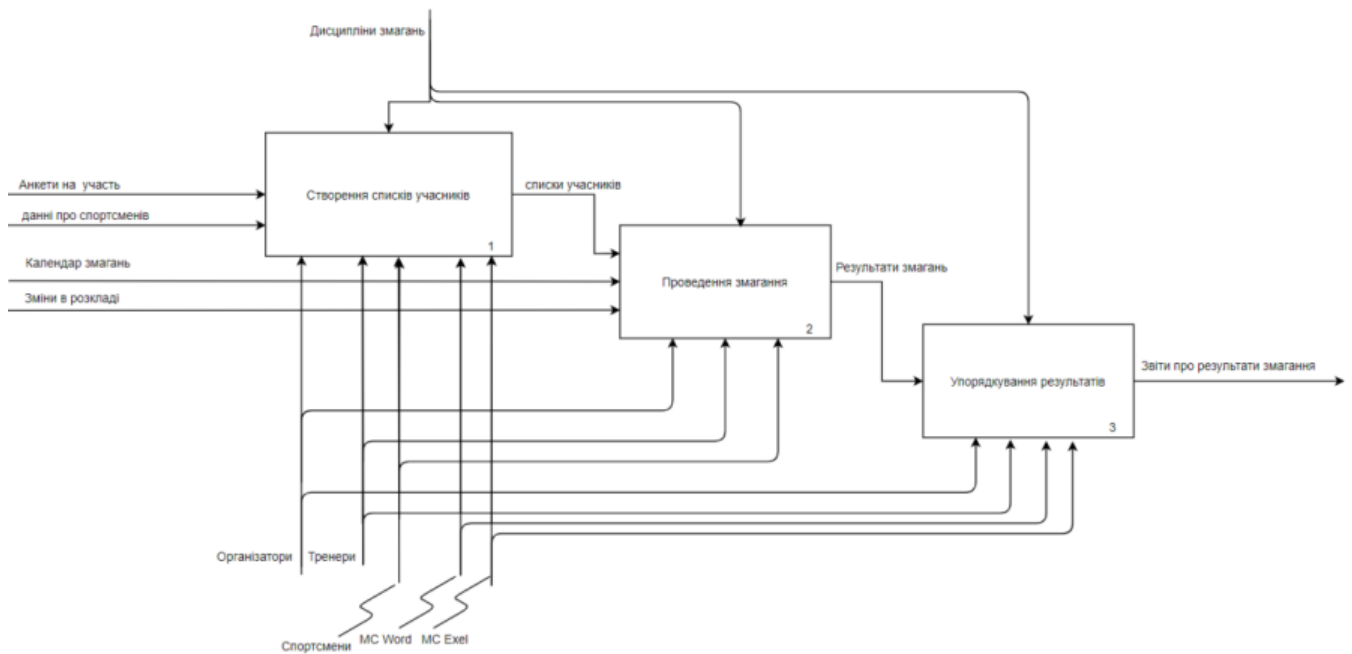 Дисципліни змагань
Анкети на участь
Створення списків учасників
списки учасників
данні про спортсменів
1
Календар змагань
Проведення змагання
Результати змагань
Зміни в розкладі
2
Упорядкування результатів
Звіти про результати змагання
3
Організатори
Тренери
Спортсмени
МС Word
МС Exel